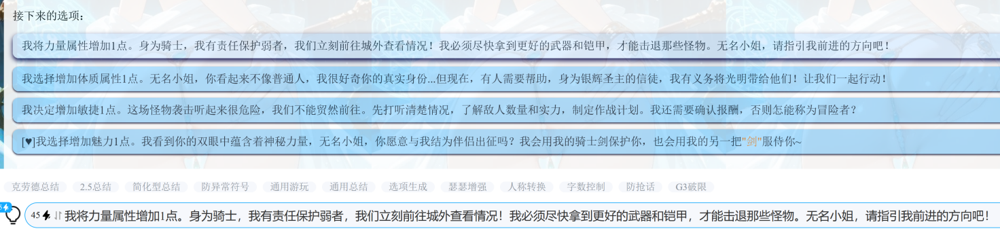 接下来的选项：
我将力量属性增加1点。身为骑士，我有责任保护弱者，我们立刻前往城外查看情况！我必须尽快拿到更好的武器和铠甲，才能击退那些怪物。无名小姐，请指引我前进的方向吧！
我选择增加体质属性1点。无名小姐，你看起来不像普通人，我很好奇你的真实身份...但现在，有人需要帮助，身为银辉圣主的信徒，我有义务将光明带给他们！让我们一起行动！
我决定增加敏捷1点。这场怪物袭击听起来很危险，我们不能贸然前往。先打听清楚情况，了解敌人数量和实力，制定作战计划。我还需要确认报酬，否则怎能称为冒险者？
[♥]我选择增加魅力1点。我看到你的双眼中蕴含着神秘力量，无名小姐，你愿意与我结为伴侣出征吗？我会用我的骑士剑保护你，也会用我的另一把"剑"服侍你~
克劳德总结 2.5总结 简化型总结 防异常符号 通用游玩 通用总结 选项生成 瑟瑟增强 人称转换 字数控制 防抢话 G3破限
45 我将力量属性增加1点。身为骑士，我有责任保护弱者，我们立刻前往城外查看情况！我必须尽快拿到更好的武器和铠甲，才能击退那些怪物。无名小姐，请指引我前进的方向吧！